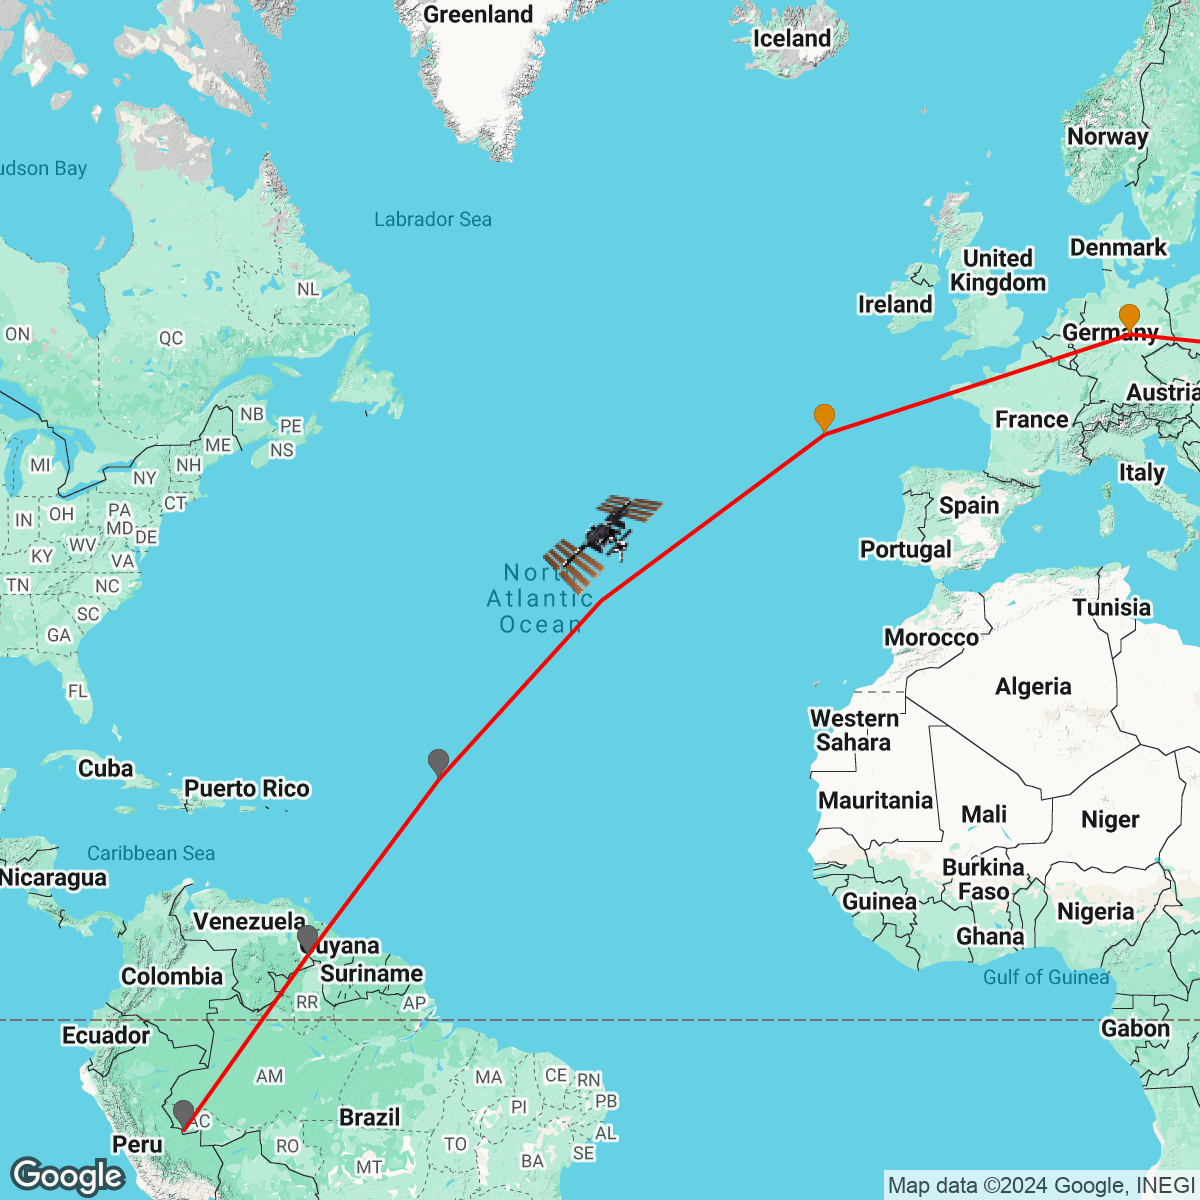 Greenland
Iceland
Norway
udson Bay
Labrador Sea
Denmark
United
Kingdom
NL
Ireland
ON
QC
Germany
Austria
NB
PE
France
ME
NS
MI
NH
Italy
NY
CT
Spain
PA
IN
OH
MD
DE
WV
KY
VA
Portugal
TN
NC
North
Atlantic
Ocean
SC
Tunisia
GA
Morocco
FL
Algeria
Western
Sahara
Cuba
Puerto Rico
Mauritania
Mali
Niger
Caribbean Sea
Nicaragua
Burkina
Faso
Guinea
Nigeria
Venezuela
Guyana
Ghana
Colombia
Suriname
Gulf of Guinea
RR
AP
Ecuador
Gabon
AM
MA
CE
RN
PI
PB
AC
Brazil
AL
Peru
RO
TO
SE
MT
BA
Google
Map data ©2024 Google, INEGI